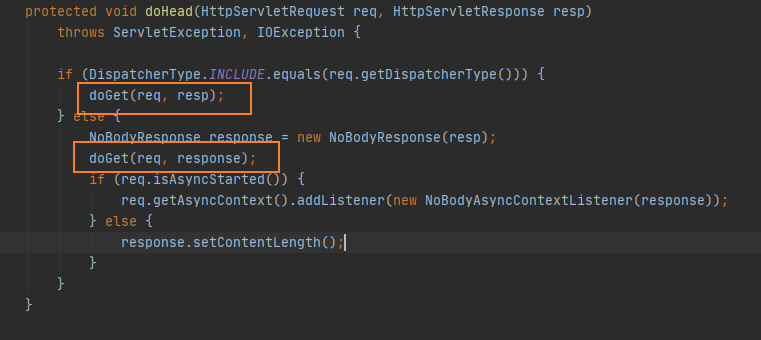 protected void doHead(HttpServletRequest req, HttpServletResponse resp)
throws ServletException, IOException {
if (DispatcherType.INCLUDE.equals(req.getDispatcherType())) {
doGet(req, resp);
} else {
NoBodyResponse response = new NoBodyResponse(resp);
doGet(req, response);
if (req.isAsyncStarted()) {
req.getAsyncContext().addListener(new NoBodyAsyncContextListener(response));
} else {
response.setContentLength();
}
}
}